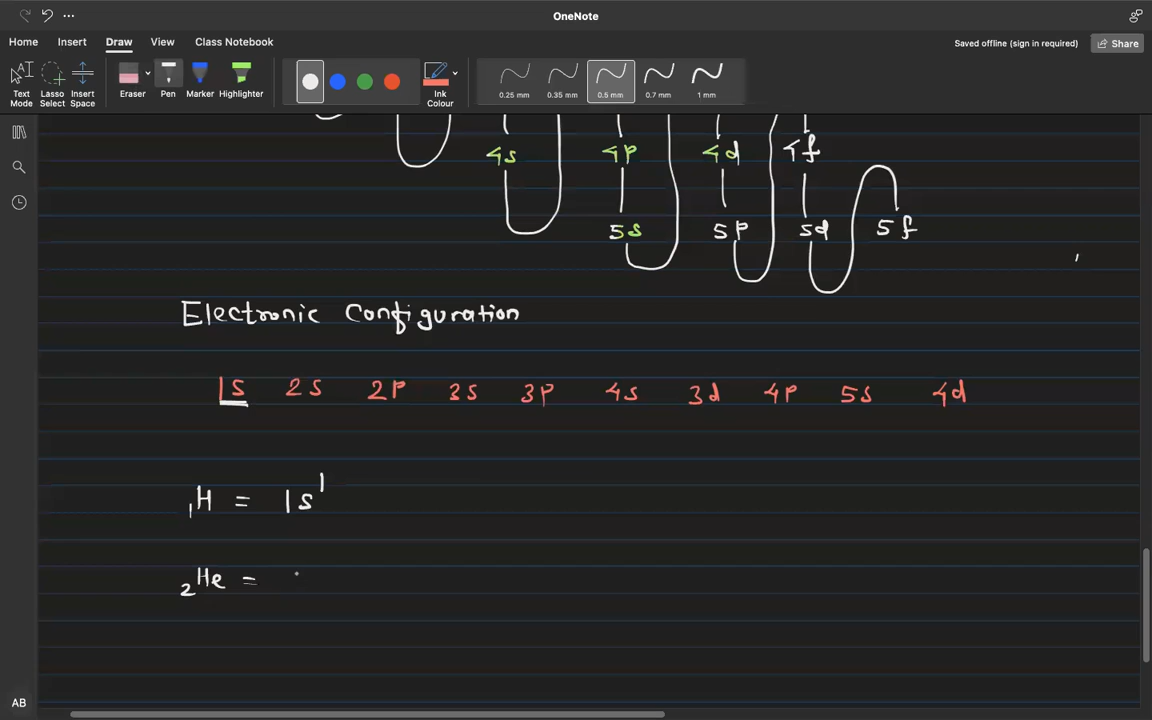 OneNote
Home Insert Draw View Class Notebook Saved offline (sign in required) Share
Text Mode Lasso Select Insert Space Eraser Pen Marker Highlighter Ink Colour 0.25 mm 0.35 mm 0.5 mm 0.7 mm 1 mm
4s 4p 4d 4f
5s 5p 5d 5f
Electronic Configuration
1s 2s 2p 3s 3p 4s 3d 4p 5s 4d
₁H = 1s¹
₂He =
AB